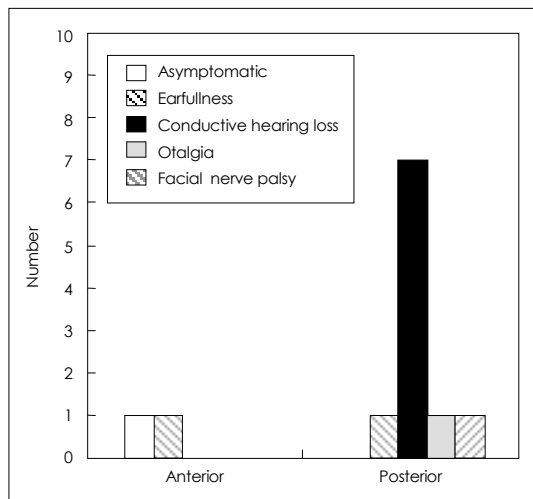 10
9
8
7
6
5
4
3
2
1
0
Number
Asymptomatic
Earfullness
Conductive hearing loss
Otalgia
Facial nerve palsy
Anterior
Posterior